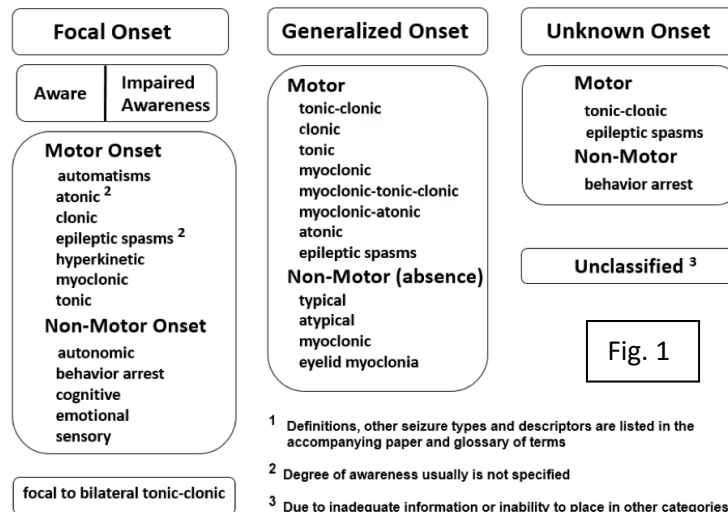 Focal Onset
Aware
Impaired
Awareness
Motor Onset
automatisms
atonic ²
clonic
epileptic spasms ²
hyperkinetic
myoclonic
tonic
Non-Motor Onset
autonomic
behavior arrest
cognitive
emotional
sensory
focal to bilateral tonic-clonic
Generalized Onset
Motor
tonic-clonic
clonic
tonic
myoclonic
myoclonic-tonic-clonic
myoclonic-atonic
atonic
epileptic spasms
Non-Motor (absence)
typical
atypical
myoclonic
eyelid myoclonia
Unknown Onset
Motor
tonic-clonic
epileptic spasms
Non-Motor
behavior arrest
Unclassified ³
Fig. 1
¹ Definitions, other seizure types and descriptors are listed in the
accompanying paper and glossary of terms
² Degree of awareness usually is not specified
³ Due to inadequate information or inability to place in other categories